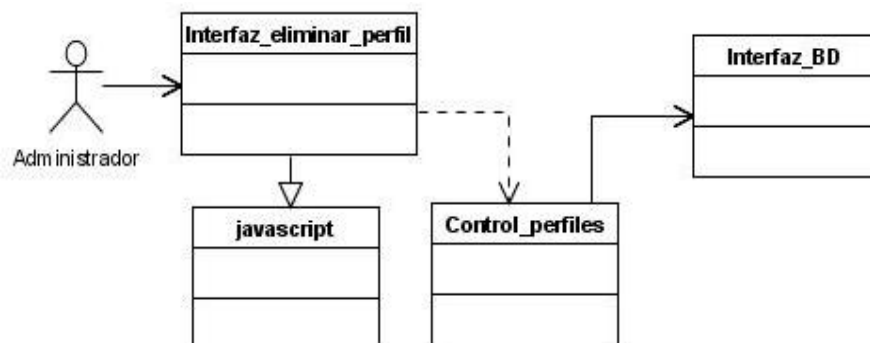 Interfaz_eliminar_perfil
Interfaz_BD
Administrador
javascript
Control_perfiles